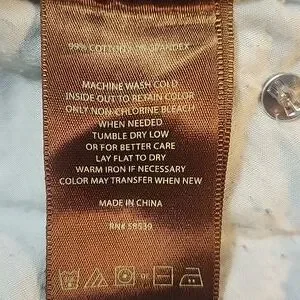 99% COTTON 1% SPANDEX
MACHINE WASH COLD
INSIDE OUT TO RETAIN COLOR
ONLY NON-CHLORINE BLEACH
WHEN NEEDED
TUMBLE DRY LOW
OR FOR BETTER CARE
LAY FLAT TO DRY
WARM IRON IF NECESSARY
COLOR MAY TRANSFER WHEN NEW
MADE IN CHINA
RN# 58539
or